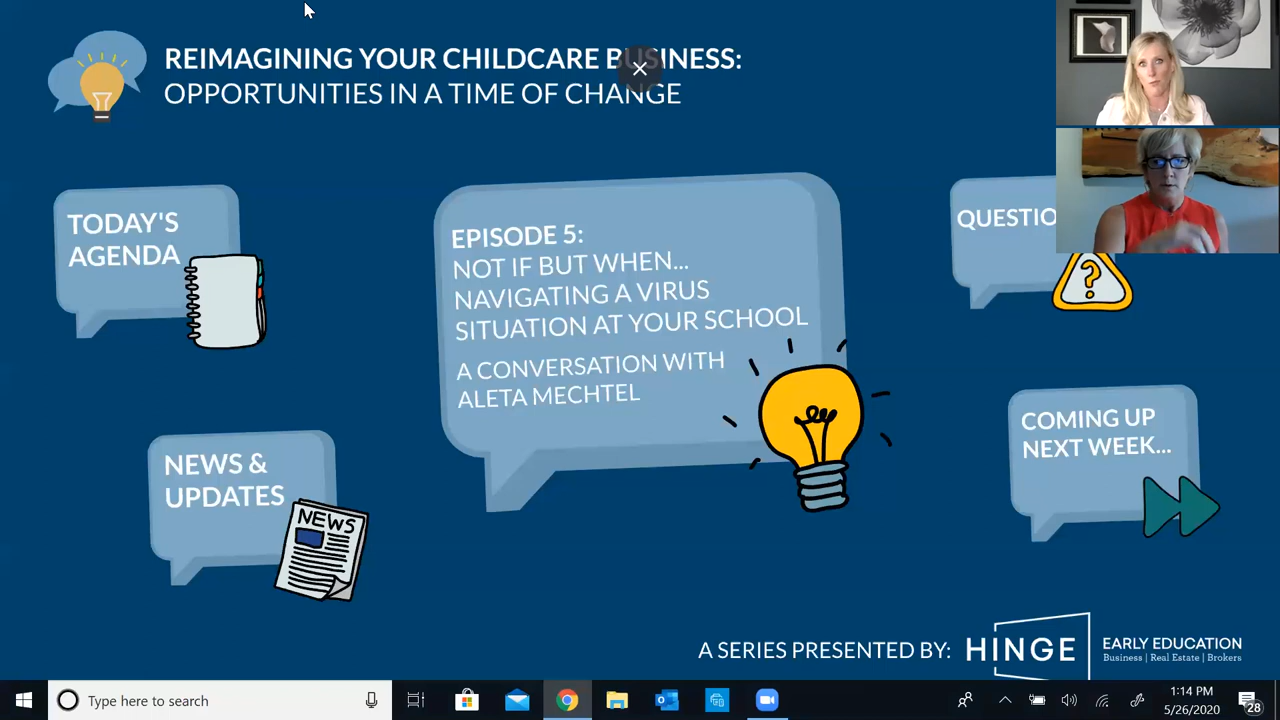 REIMAGINING YOUR CHILDCARE BUSINESS:
OPPORTUNITIES IN A TIME OF CHANGE
TODAY'S
AGENDA
EPISODE 5:
NOT IF BUT WHEN...
NAVIGATING A VIRUS
SITUATION AT YOUR SCHOOL
A CONVERSATION WITH
ALETA MECHTEL
QUESTIO
?
NEWS &
UPDATES
NEWS
COMING UP
NEXT WEEK...
A SERIES PRESENTED BY:
HINGE
EARLY EDUCATION
Business | Real Estate | Brokers
Type here to search
1:14 PM
5/26/2020
28